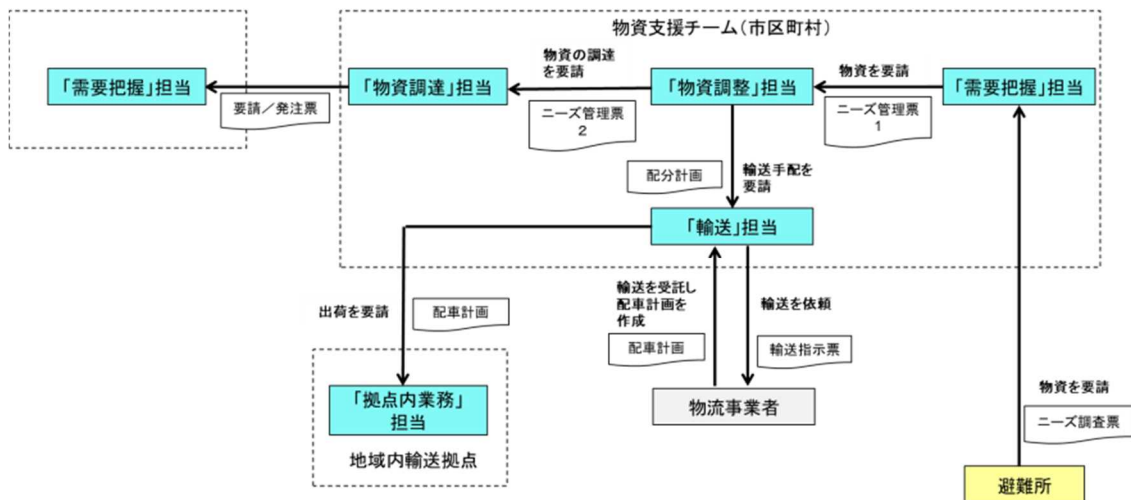 物資支援チーム（市区町村）
「需要把握」担当
要請／発注票
「物資調達」担当
物資の調達
を要請
ニーズ管理票
2
「物資調整」担当
物資を要請
ニーズ管理票
1
「需要把握」担当
配分計画
輸送手配を
要請
「輸送」担当
出荷を要請
配車計画
輸送を受託し
配車計画を
作成
配車計画
輸送を依頼
輸送指示票
「拠点内業務」
担当
地域内輸送拠点
物流事業者
物資を要請
ニーズ調査票
避難所